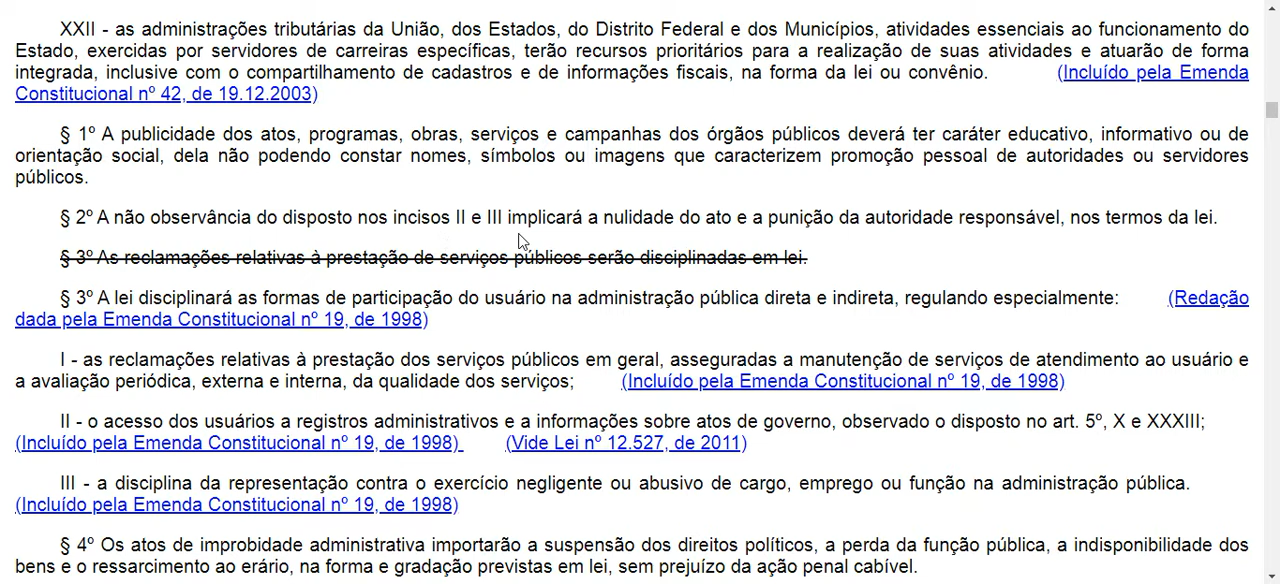 XXII - as administrações tributárias da União, dos Estados, do Distrito Federal e dos Municípios, atividades essenciais ao funcionamento do
Estado, exercidas por servidores de carreiras específicas, terão recursos prioritários para a realização de suas atividades e atuarão de forma
integrada, inclusive com o compartilhamento de cadastros e de informações fiscais, na forma da lei ou convênio. (Incluído pela Emenda
Constitucional nº 42, de 19.12.2003)
§ 1º A publicidade dos atos, programas, obras, serviços e campanhas dos órgãos públicos deverá ter caráter educativo, informativo ou de
orientação social, dela não podendo constar nomes, símbolos ou imagens que caracterizem promoção pessoal de autoridades ou servidores
públicos.
§ 2º A não observância do disposto nos incisos II e III implicará a nulidade do ato e a punição da autoridade responsável, nos termos da lei.
§ 3º As reclamações relativas à prestação de serviços públicos serão disciplinadas em lei.
§ 3º A lei disciplinará as formas de participação do usuário na administração pública direta e indireta, regulando especialmente: (Redação
dada pela Emenda Constitucional nº 19, de 1998)
I - as reclamações relativas à prestação dos serviços públicos em geral, asseguradas a manutenção de serviços de atendimento ao usuário e
a avaliação periódica, externa e interna, da qualidade dos serviços; (Incluído pela Emenda Constitucional nº 19, de 1998)
II - o acesso dos usuários a registros administrativos e a informações sobre atos de governo, observado o disposto no art. 5º, X e XXXIII;
(Incluído pela Emenda Constitucional nº 19, de 1998) (Vide Lei nº 12.527, de 2011)
III - a disciplina da representação contra o exercício negligente ou abusivo de cargo, emprego ou função na administração pública.
(Incluído pela Emenda Constitucional nº 19, de 1998)
§ 4º Os atos de improbidade administrativa importarão a suspensão dos direitos políticos, a perda da função pública, a indisponibilidade dos
bens e o ressarcimento ao erário, na forma e gradação previstas em lei, sem prejuízo da ação penal cabível.